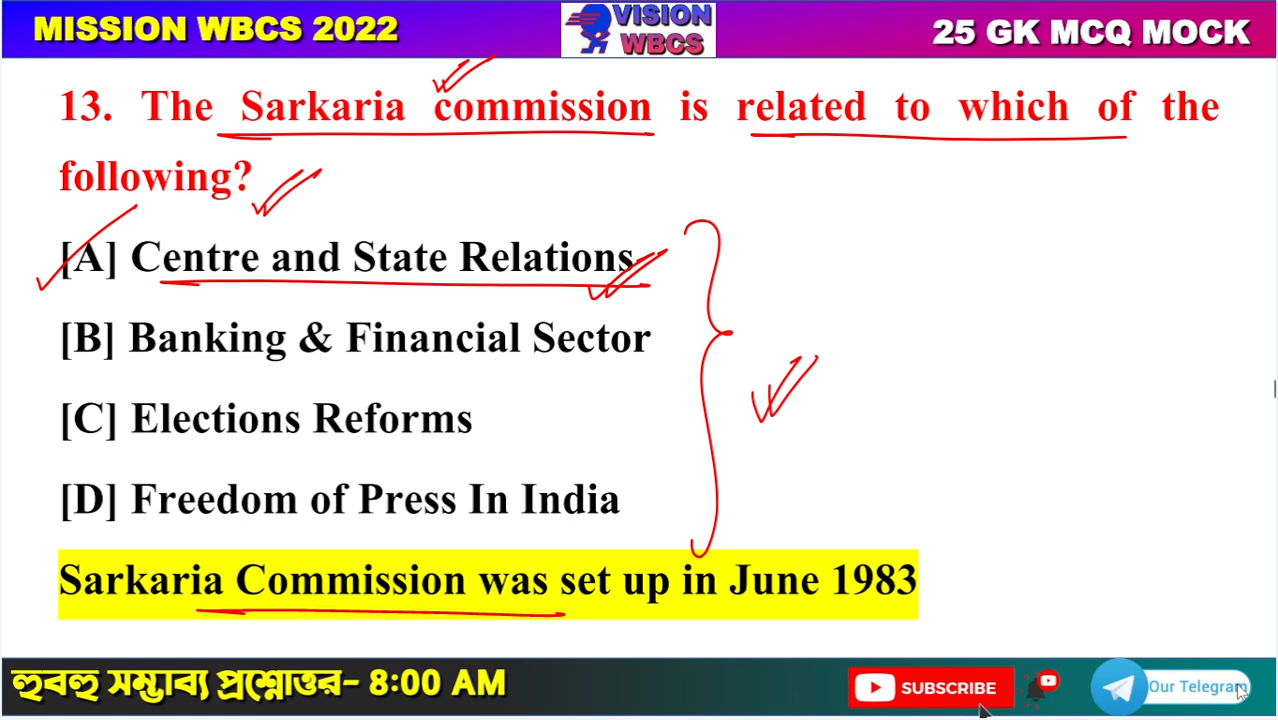 MISSION WBCS 2022
VISION
WBCS
25 GK MCQ MOCK
13. The Sarkaria commission is related to which of the
following?
[A] Centre and State Relations
[B] Banking & Financial Sector
[C] Elections Reforms
[D] Freedom of Press In India
Sarkaria Commission was set up in June 1983
হুবহু সম্ভাব্য প্রশ্নোত্তর- 8:00 AM
SUBSCRIBE
Our Telegram